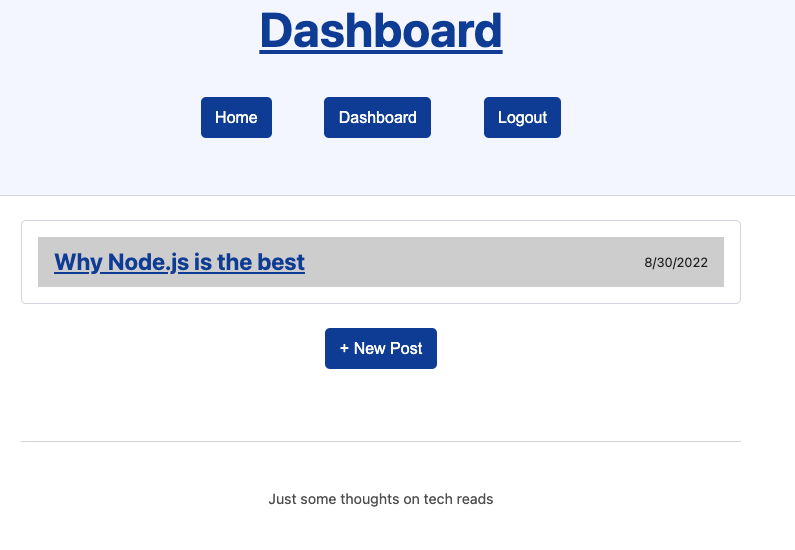 Dashboard
Home Dashboard Logout
Why Node.js is the best 8/30/2022
+ New Post
Just some thoughts on tech reads